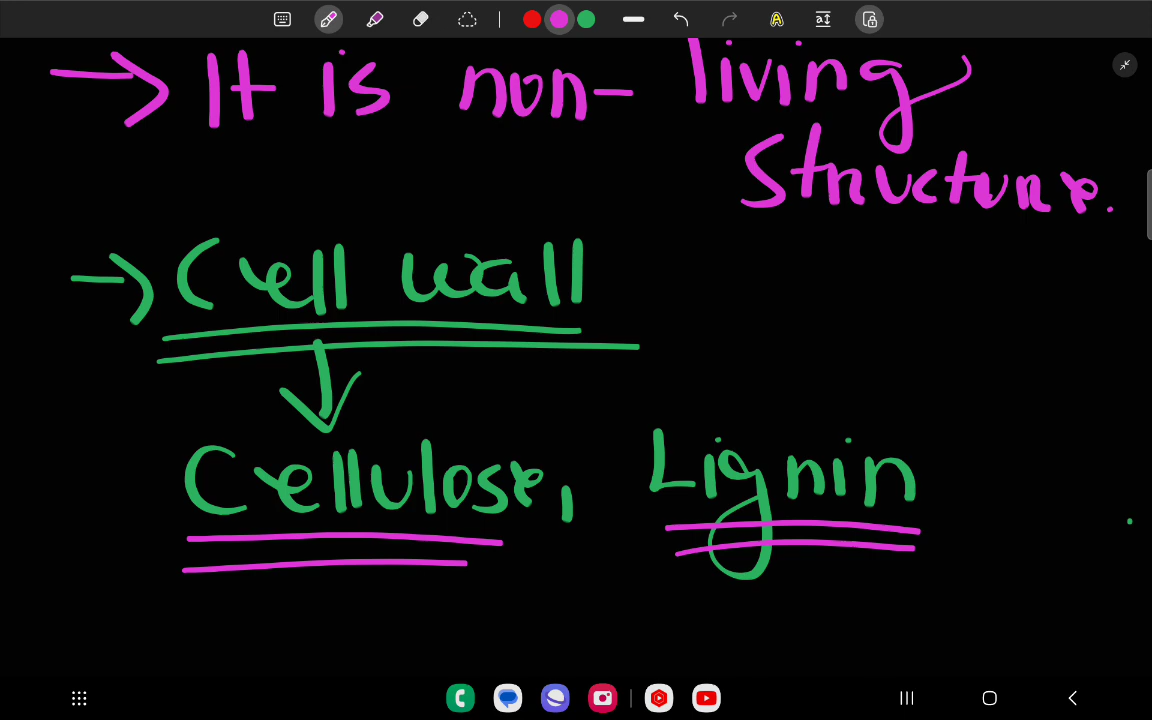 → It is non-living
Structure.
→ Cell wall
Cellulose, Lignin